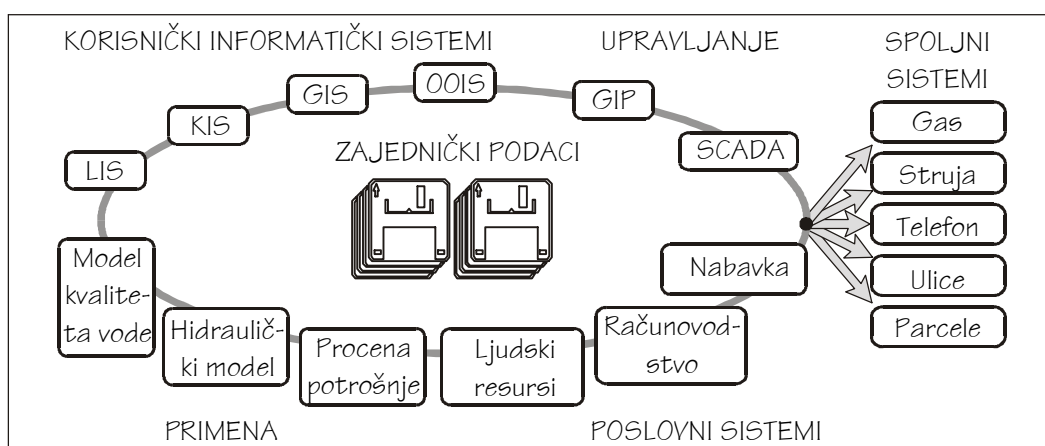 KORISNIČKI INFORMATIČKI SISTEMI
UPRAVLJANJE
SPOLJNI
SISTEMI
OOIS
GIS
GIP
KIS
SCADA
LIS
ZAJEDNIČKI PODACI
Gas
Struja
Telefon
Ulice
Parcele
Model
kvalite-
ta vode
Hidraulič-
ki model
Procena
potrošnje
Ljudski
resursi
Računovod-
stvo
Nabavka
PRIMENA
POSLOVNI SISTEMI